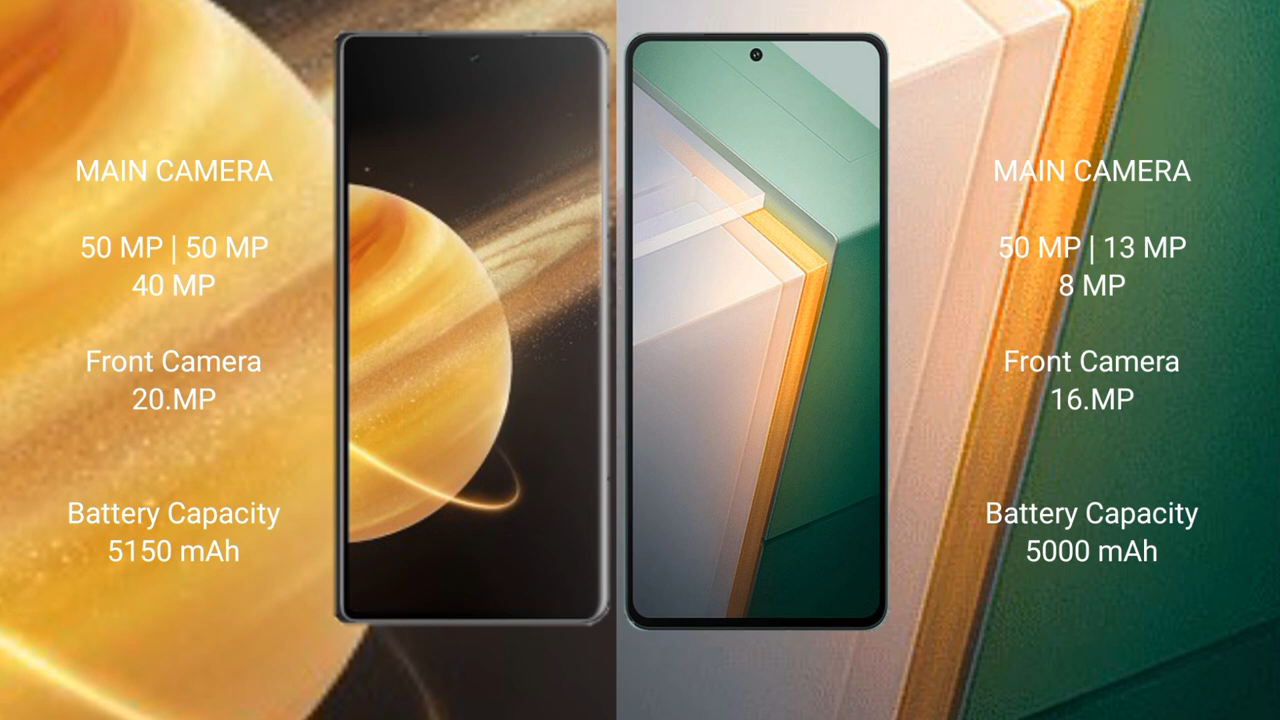 MAIN CAMERA
50 MP | 50 MP
40 MP
Front Camera
20.MP
Battery Capacity
5150 mAh
MAIN CAMERA
50 MP | 13 MP
8 MP
Front Camera
16.MP
Battery Capacity
5000 mAh